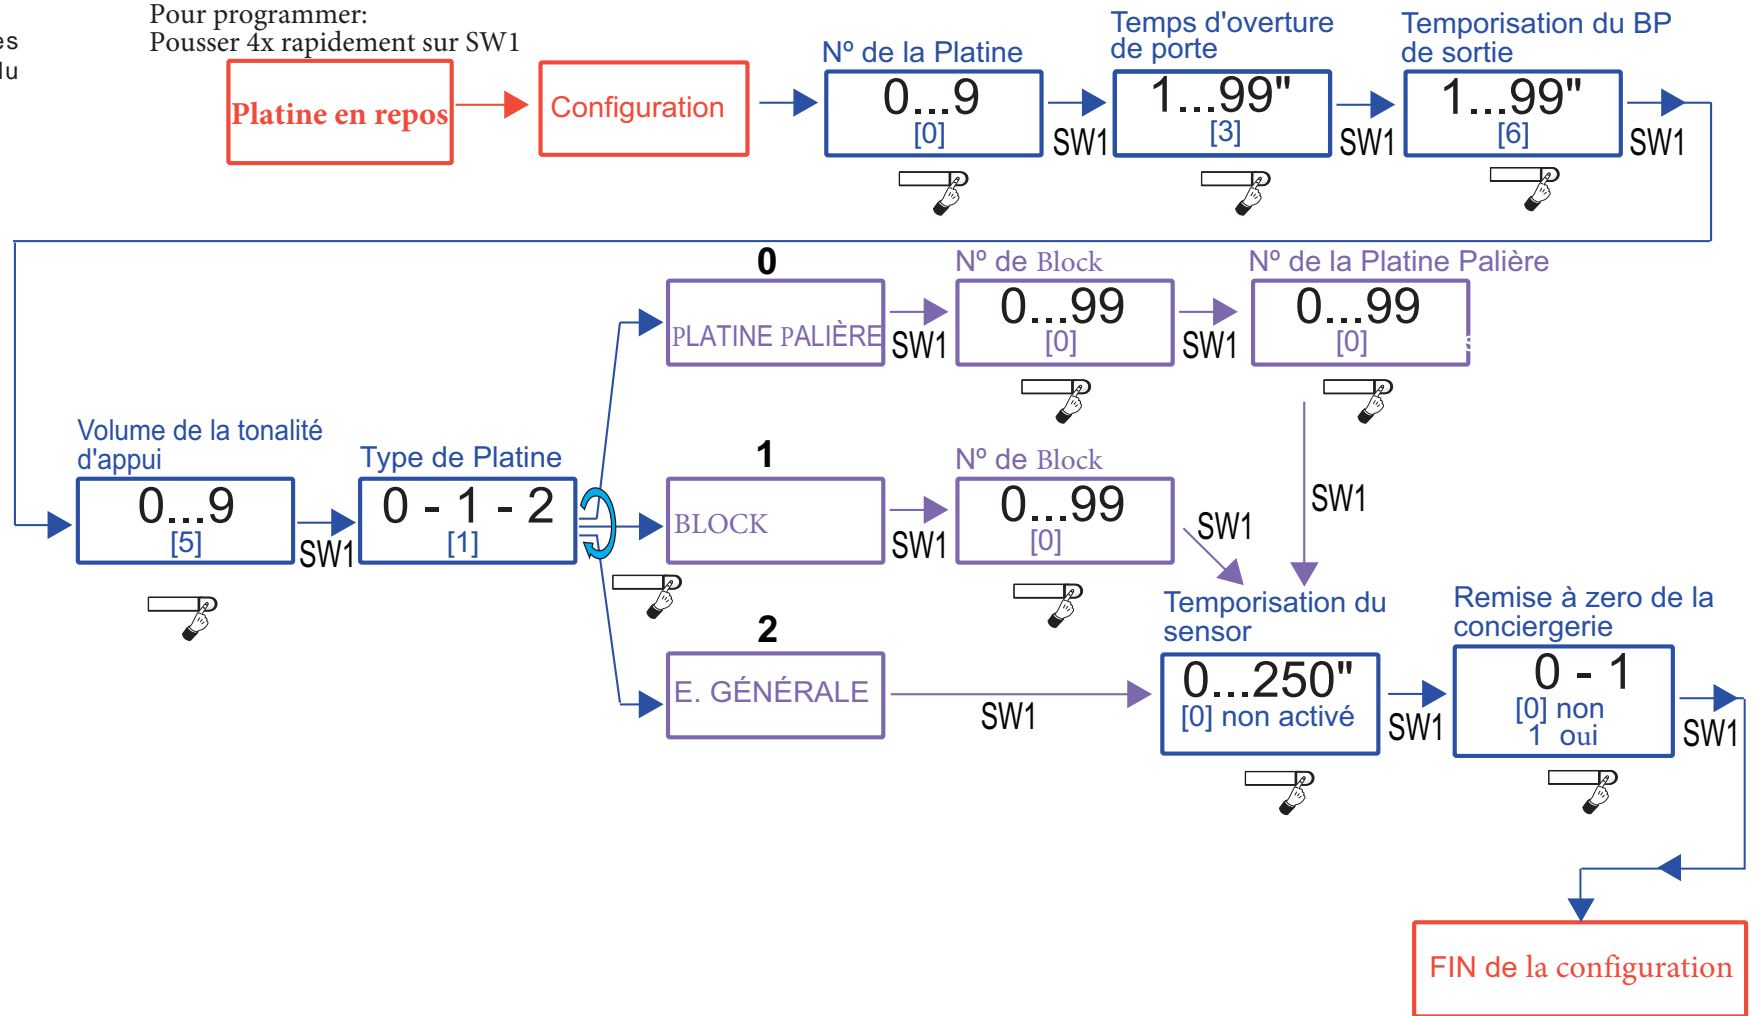 es
lu
Pour programmer:
Pousser 4x rapidement sur SW1
Platine en repos
Configuration
Nº de la Platine
0...9
[0]
SW1
Temps d'overture
de porte
1...99"
[3]
SW1
Temporisation du BP
de sortie
1...99"
[6]
SW1
Volume de la tonalité
d'appui
0...9
[5]
SW1
Type de Platine
0 - 1 - 2
[1]
0
PLATINE PALIÈRE
SW1
Nº de Block
0...99
[0]
SW1
Nº de la Platine Palière
0...99
[0]
SW1
1
BLOCK
SW1
Nº de Block
0...99
[0]
SW1
2
E. GÉNÉRALE
SW1
Temporisation du
sensor
0...250"
[0] non activé
SW1
Remise à zero de la
conciergerie
0 - 1
[0] non
1 oui
SW1
FIN de la configuration